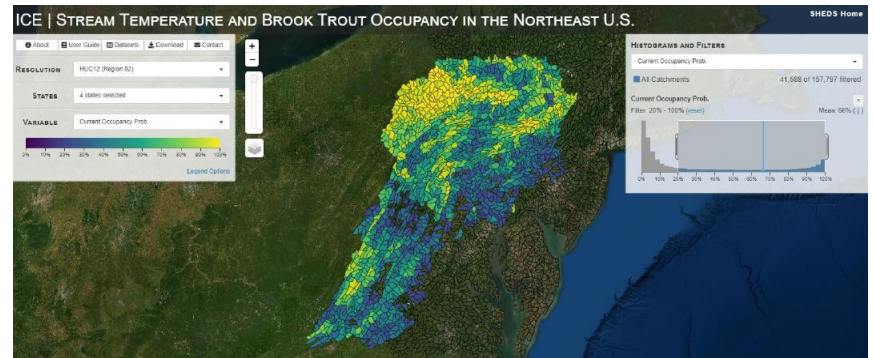 ICE | STREAM TEMPERATURE AND BROOK TROUT OCCUPANCY IN THE NORTHEAST U.S.
SHEDS Home
About User Guide Datasets Download Contact
RESOLUTION HUC12 (Region 02)
STATES 4 states selected
VARIABLE Current Occupancy Prob.
0% 10% 20% 30% 40% 50% 60% 70% 80% 90% 100%
Legend Options
+
−
HISTOGRAMS AND FILTERS
Current Occupancy Prob.
All Catchments 41,588 of 157,797 filtered
Current Occupancy Prob.
Filter: 20% - 100% (reset) Mean: 66%
0% 10% 20% 30% 40% 50% 60% 70% 80% 90% 100%